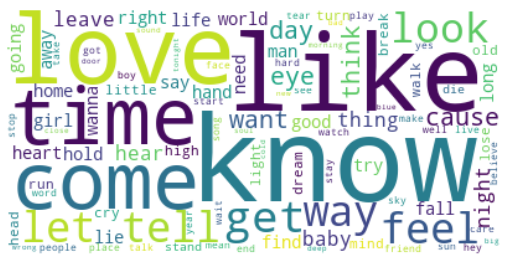 leave right life world tear turn play
going away take love like look
got door sound tonight bad morning face
day man eye think break yes walk old long
home boy little say hand need hard see die
stop girl time wanna want good thing cause
close start song soul new blue make watch well live
heart hold hear high light dream stay try lose believe
run word come know night
cold sky
head let tell get way feel
cry year wait lie fall care
wrong people place talk stand mean end find baby deep mind friend sun hey big